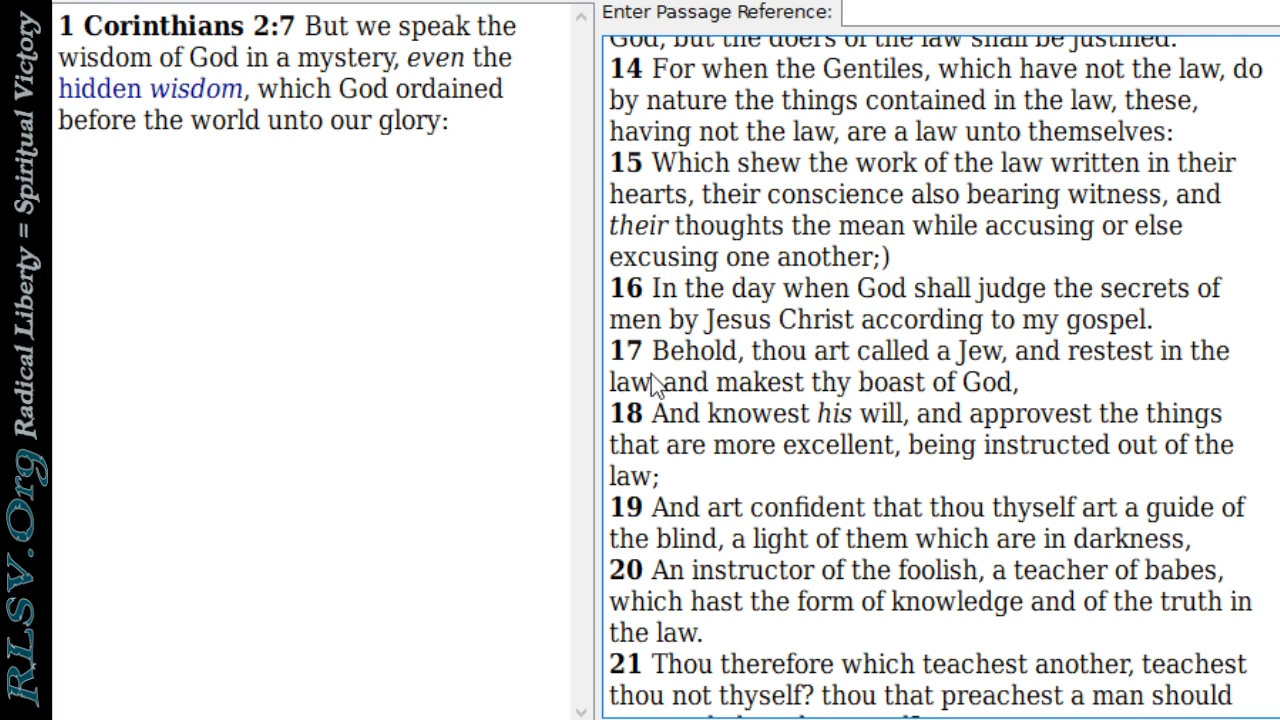 RLSV.Org Radical Liberty = Spiritual Victory
1 Corinthians 2:7 But we speak the
wisdom of God in a mystery, even the
hidden wisdom, which God ordained
before the world unto our glory:
Enter Passage Reference:
God, but the doers of the law shall be justified.
14 For when the Gentiles, which have not the law, do
by nature the things contained in the law, these,
having not the law, are a law unto themselves:
15 Which shew the work of the law written in their
hearts, their conscience also bearing witness, and
their thoughts the mean while accusing or else
excusing one another;)
16 In the day when God shall judge the secrets of
men by Jesus Christ according to my gospel.
17 Behold, thou art called a Jew, and restest in the
law, and makest thy boast of God,
18 And knowest his will, and approvest the things
that are more excellent, being instructed out of the
law;
19 And art confident that thou thyself art a guide of
the blind, a light of them which are in darkness,
20 An instructor of the foolish, a teacher of babes,
which hast the form of knowledge and of the truth in
the law.
21 Thou therefore which teachest another, teachest
thou not thyself? thou that preachest a man should